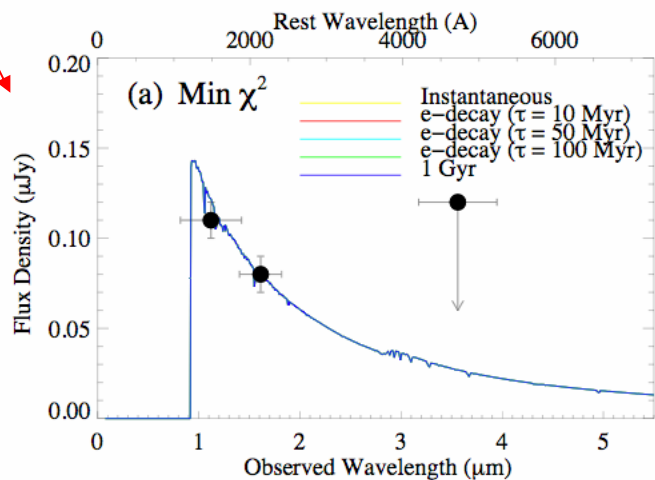 Rest Wavelength (A)
0 2000 4000 6000
0.20
(a) Min χ²
Instantaneous
e−decay (τ = 10 Myr)
e−decay (τ = 50 Myr)
e−decay (τ = 100 Myr)
1 Gyr
0.15
0.10
0.05
0.00
Flux Density (μJy)
0 1 2 3 4 5
Observed Wavelength (μm)